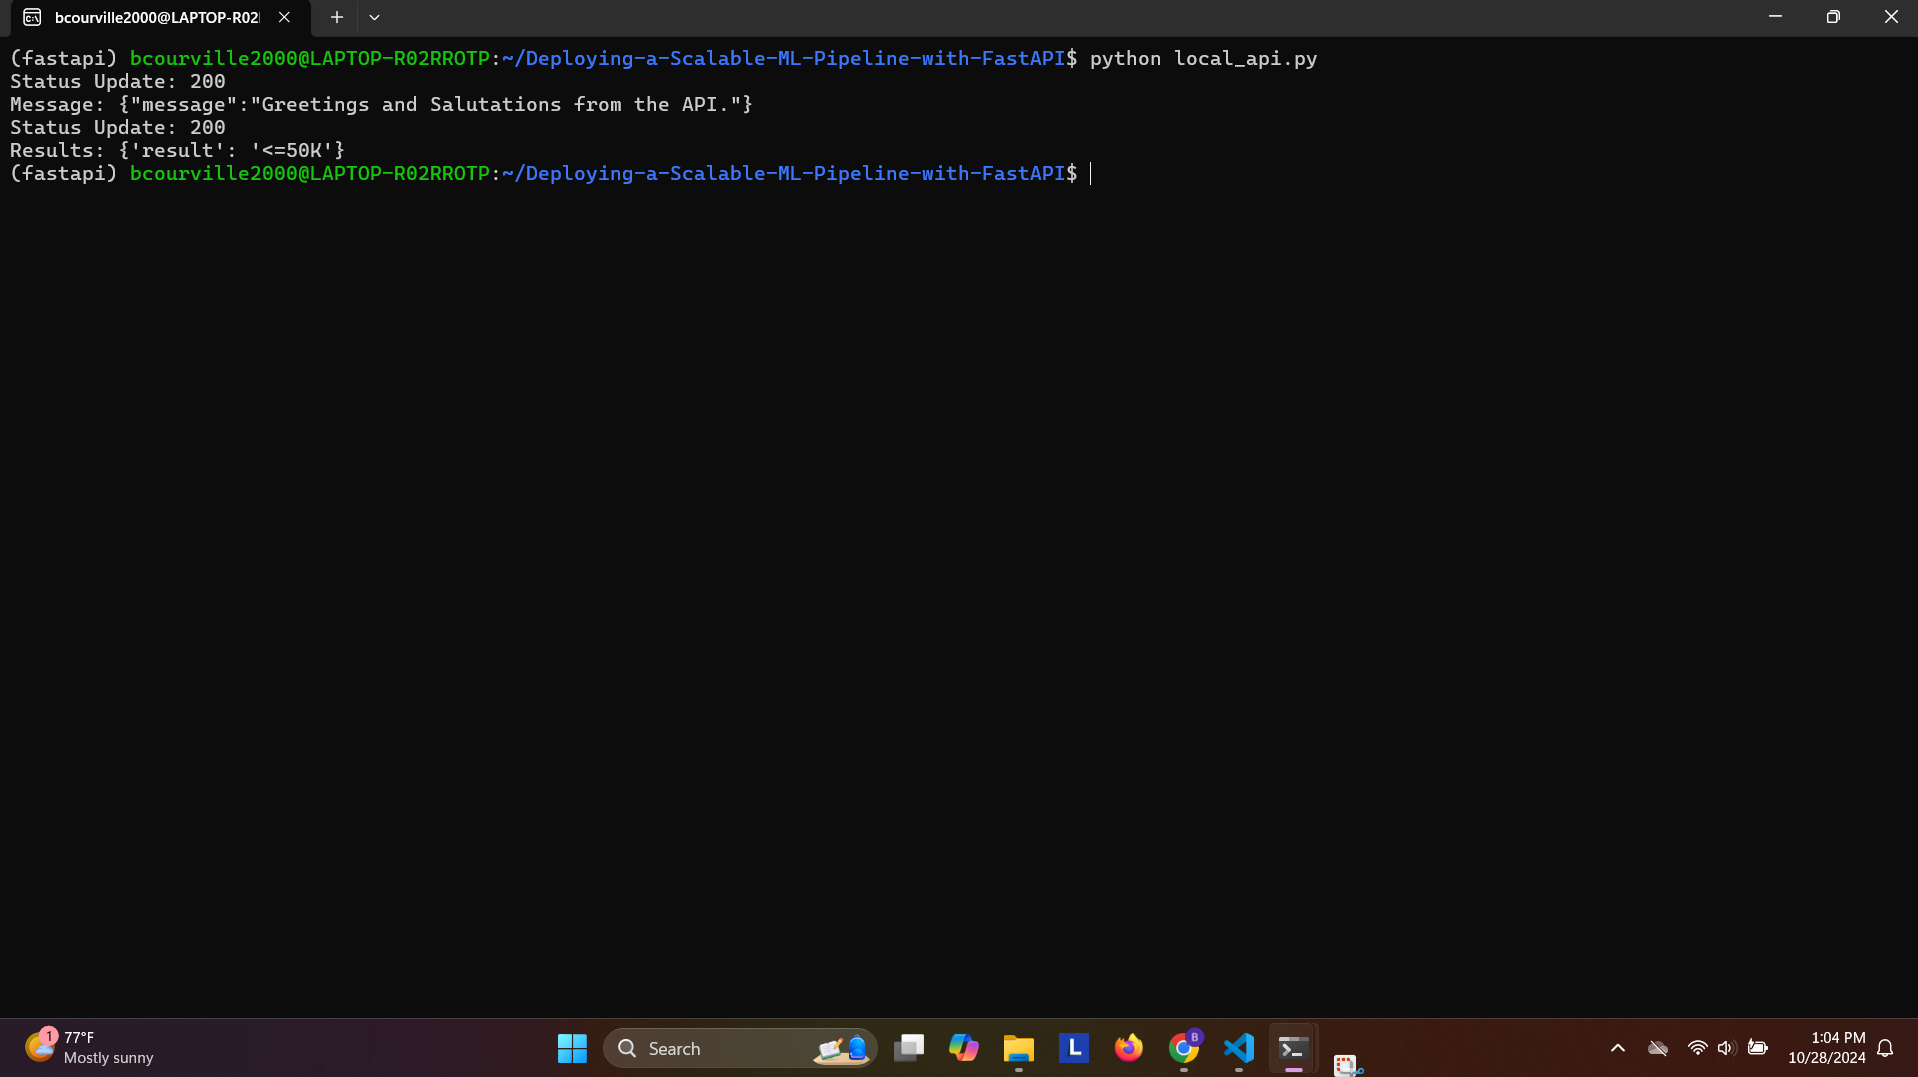 bcourville2000@LAPTOP-R02
(fastapi) bcourville2000@LAPTOP-R02RROTP:~/Deploying-a-Scalable-ML-Pipeline-with-FastAPI$ python local_api.py
Status Update: 200
Message: {"message":"Greetings and Salutations from the API."}
Status Update: 200
Results: {'result': '<=50K'}
(fastapi) bcourville2000@LAPTOP-R02RROTP:~/Deploying-a-Scalable-ML-Pipeline-with-FastAPI$
1
77°F
Mostly sunny
Search
L
B
1:04 PM
10/28/2024